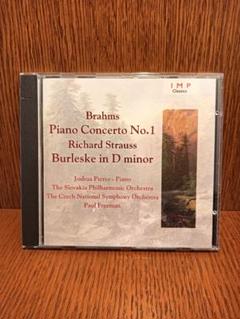 IMP
Classics
Brahms
Piano Concerto No.1
Richard Strauss
Burleske in D minor
Joshua Pierce - Piano
The Slovakia Philharmonic Orchestra
The Czech National Symphony Orchestra
Paul Freeman